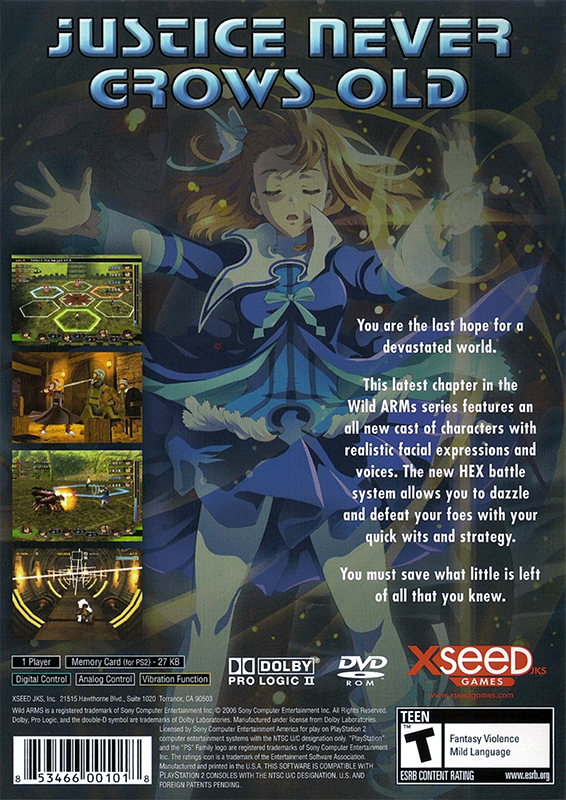 JUSTICE NEVER
GROWS OLD
You are the last hope for a
devastated world.
This latest chapter in the
Wild ARMs series features an
all new cast of characters with
realistic facial expressions and
voices. The new HEX battle
system allows you to dazzle
and defeat your foes with your
quick wits and strategy.
You must save what little is left
of all that you knew.
1 Player
Memory Card (for PS2) - 27 KB
Digital Control
Analog Control
Vibration Function
DOLBY
PRO LOGIC II
DVD
ROM
XSEED JKS
GAMES
www.xseedgames.com
XSEED JKS, Inc. 21515 Hawthorne Blvd., Suite 1020 Torrance, CA 90503
Wild ARMS is a registered trademark of Sony Computer Entertainment Inc. © 2006 Sony Computer Entertainment Inc. All Rights Reserved.
Dolby, Pro Logic, and the double-D symbol are trademarks of Dolby Laboratories. Manufactured under license from Dolby Laboratories
Licensed by Sony Computer Entertainment America for play on PlayStation 2
computer entertainment systems with the NTSC U/C designation only. "PlayStation"
and the "PS" Family logo are registered trademarks of Sony Computer Entertainment
Inc. The ratings icon is a trademark of the Entertainment Software Association.
Manufactured and printed in the U.S.A. THIS SOFTWARE IS COMPATIBLE WITH
PLAYSTATION 2 CONSOLES WITH THE NTSC U/C DESIGNATION. U.S. AND
FOREIGN PATENTS PENDING.
8 53466 00101 8
TEEN
T
Fantasy Violence
Mild Language
ESRB CONTENT RATING www.esrb.org